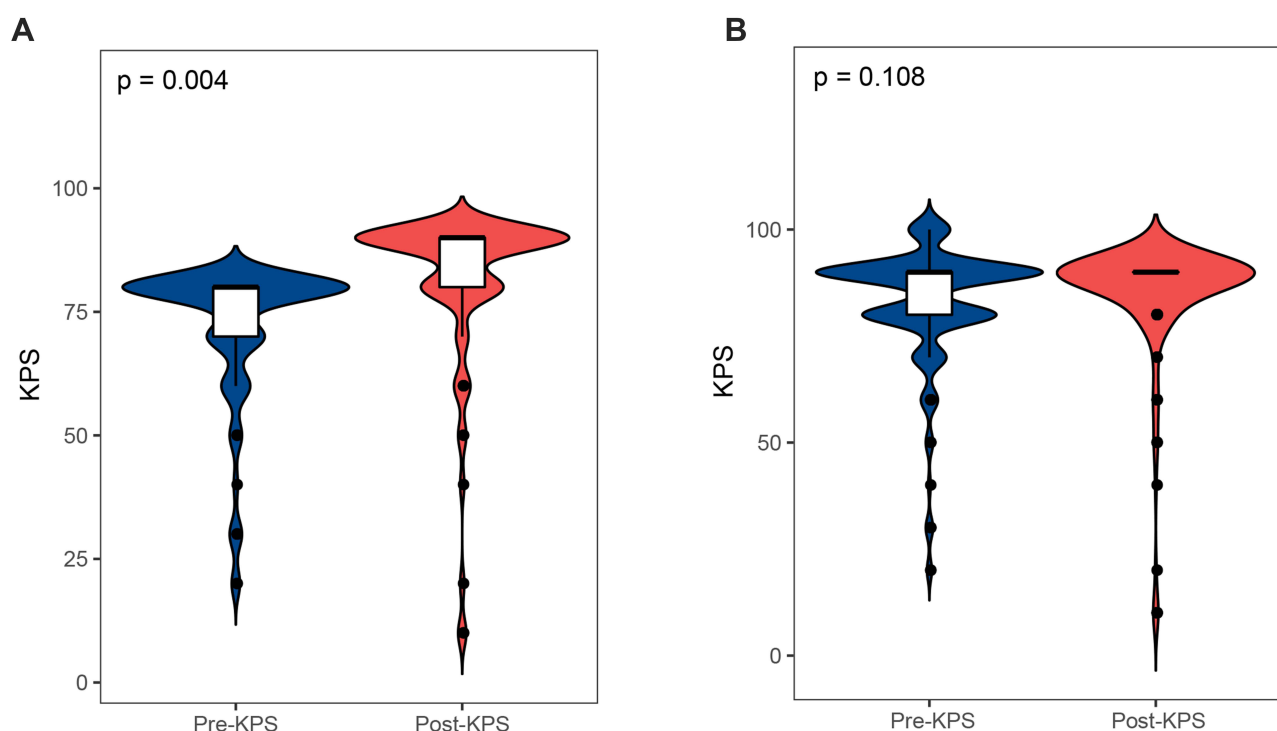 A
p = 0.004
KPS
100
75
50
25
0
Pre-KPS Post-KPS
B
p = 0.108
KPS
100
50
0
Pre-KPS Post-KPS